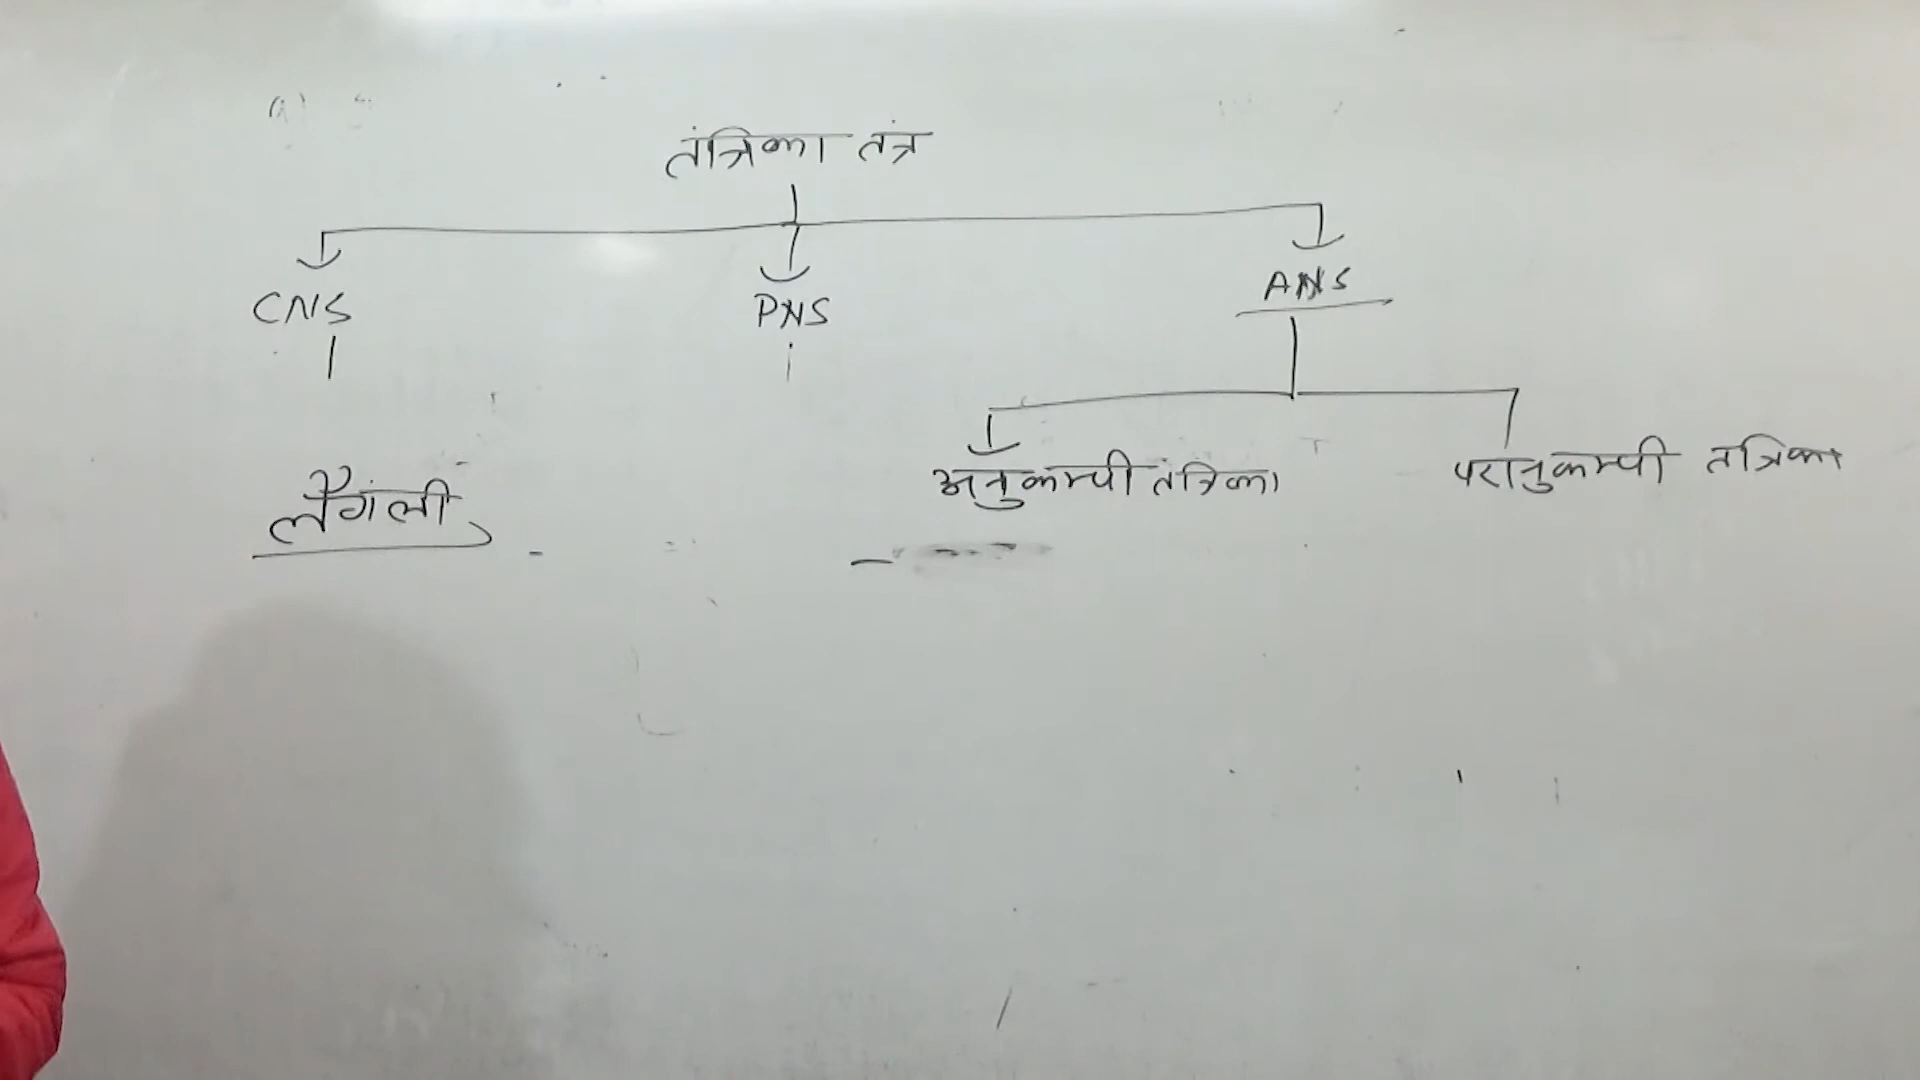 तंत्रिका तंत्र
CNS PNS ANS
अनुकम्पी तंत्रिका परानुकम्पी तंत्रिका
लैंगली